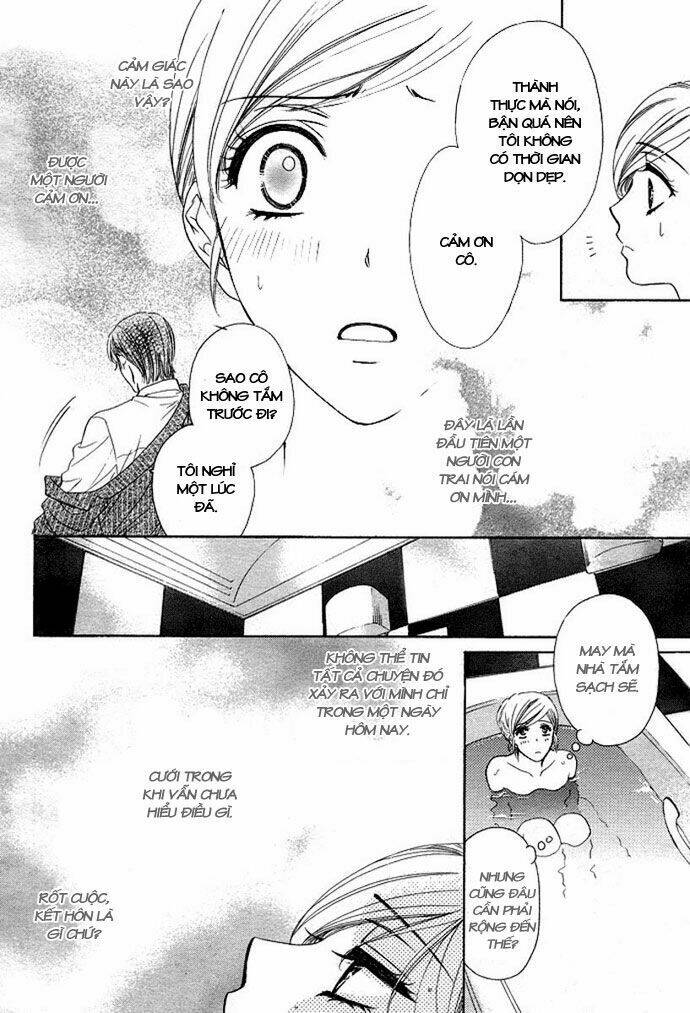 THÀNH
THỰC MÀ NÓI,
BẬN QUÁ NÊN
TÔI KHÔNG
CÓ THỜI GIAN
DỌN DẸP.
CẢM ƠN
CÔ.
CẢM GIÁC
NÀY LÀ SAO
VẬY?
ĐƯỢC
MỘT NGƯỜI
CẢM ƠN...
SAO CÔ
KHÔNG TẮM
TRƯỚC ĐI?
TÔI NGHỈ
MỘT LÚC
ĐÃ.
ĐÂY LÀ LẦN
ĐẦU TIÊN MỘT
NGƯỜI CON
TRAI NÓI CÁM
ƠN MÌNH...
MAY MÀ
NHÀ TẮM
SẠCH SẼ.
NHƯNG
CŨNG ĐÂU
CẦN PHẢI
RỘNG ĐẾN
THẾ?
KHÔNG THỂ TIN
TẤT CẢ CHUYỆN ĐÓ
XẢY RA VỚI MÌNH CHỈ
TRONG MỘT NGÀY
HÔM NAY.
CƯỚI TRONG
KHI VẪN CHƯA
HIỂU ĐIỀU GÌ.
RỐT CUỘC,
KẾT HÔN LÀ
GÌ CHỨ?